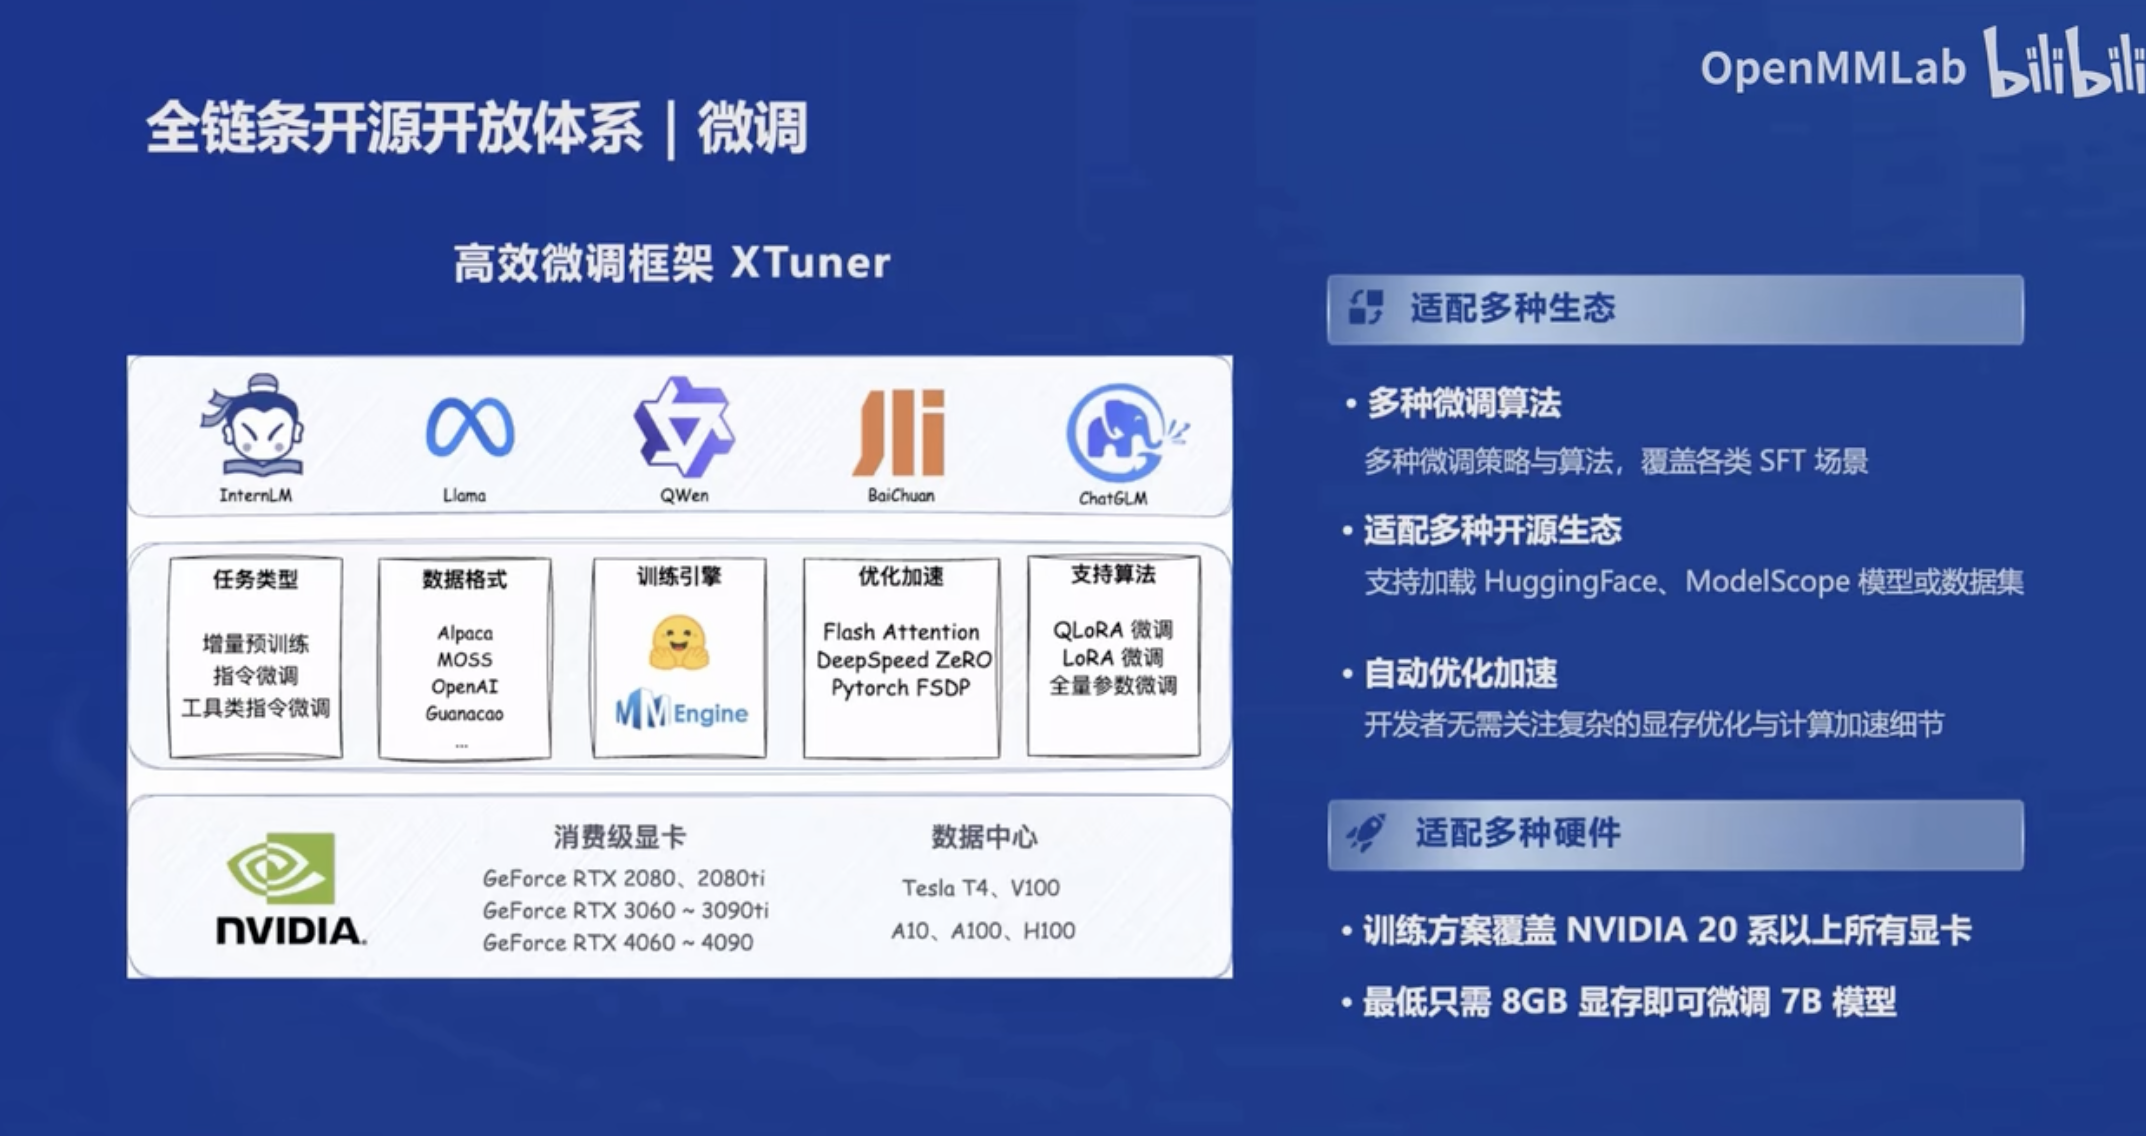 OpenMMLab bilibili
全链条开源开放体系 | 微调
高效微调框架 XTuner
InternLM
Llama
QWen
BaiChuan
ChatGLM
任务类型
增量预训练
指令微调
工具类指令微调
数据格式
Alpaca
MOSS
OpenAI
Guanacao
...
训练引擎
MMEngine
优化加速
Flash Attention
DeepSpeed ZeRO
Pytorch FSDP
支持算法
QLoRA 微调
LoRA 微调
全量参数微调
NVIDIA.
消费级显卡
GeForce RTX 2080、2080ti
GeForce RTX 3060 ~ 3090ti
GeForce RTX 4060 ~ 4090
数据中心
Tesla T4、V100
A10、A100、H100
适配多种生态
• 多种微调算法
多种微调策略与算法，覆盖各类 SFT 场景
• 适配多种开源生态
支持加载 HuggingFace、ModelScope 模型或数据集
• 自动优化加速
开发者无需关注复杂的显存优化与计算加速细节
适配多种硬件
• 训练方案覆盖 NVIDIA 20 系以上所有显卡
• 最低只需 8GB 显存即可微调 7B 模型